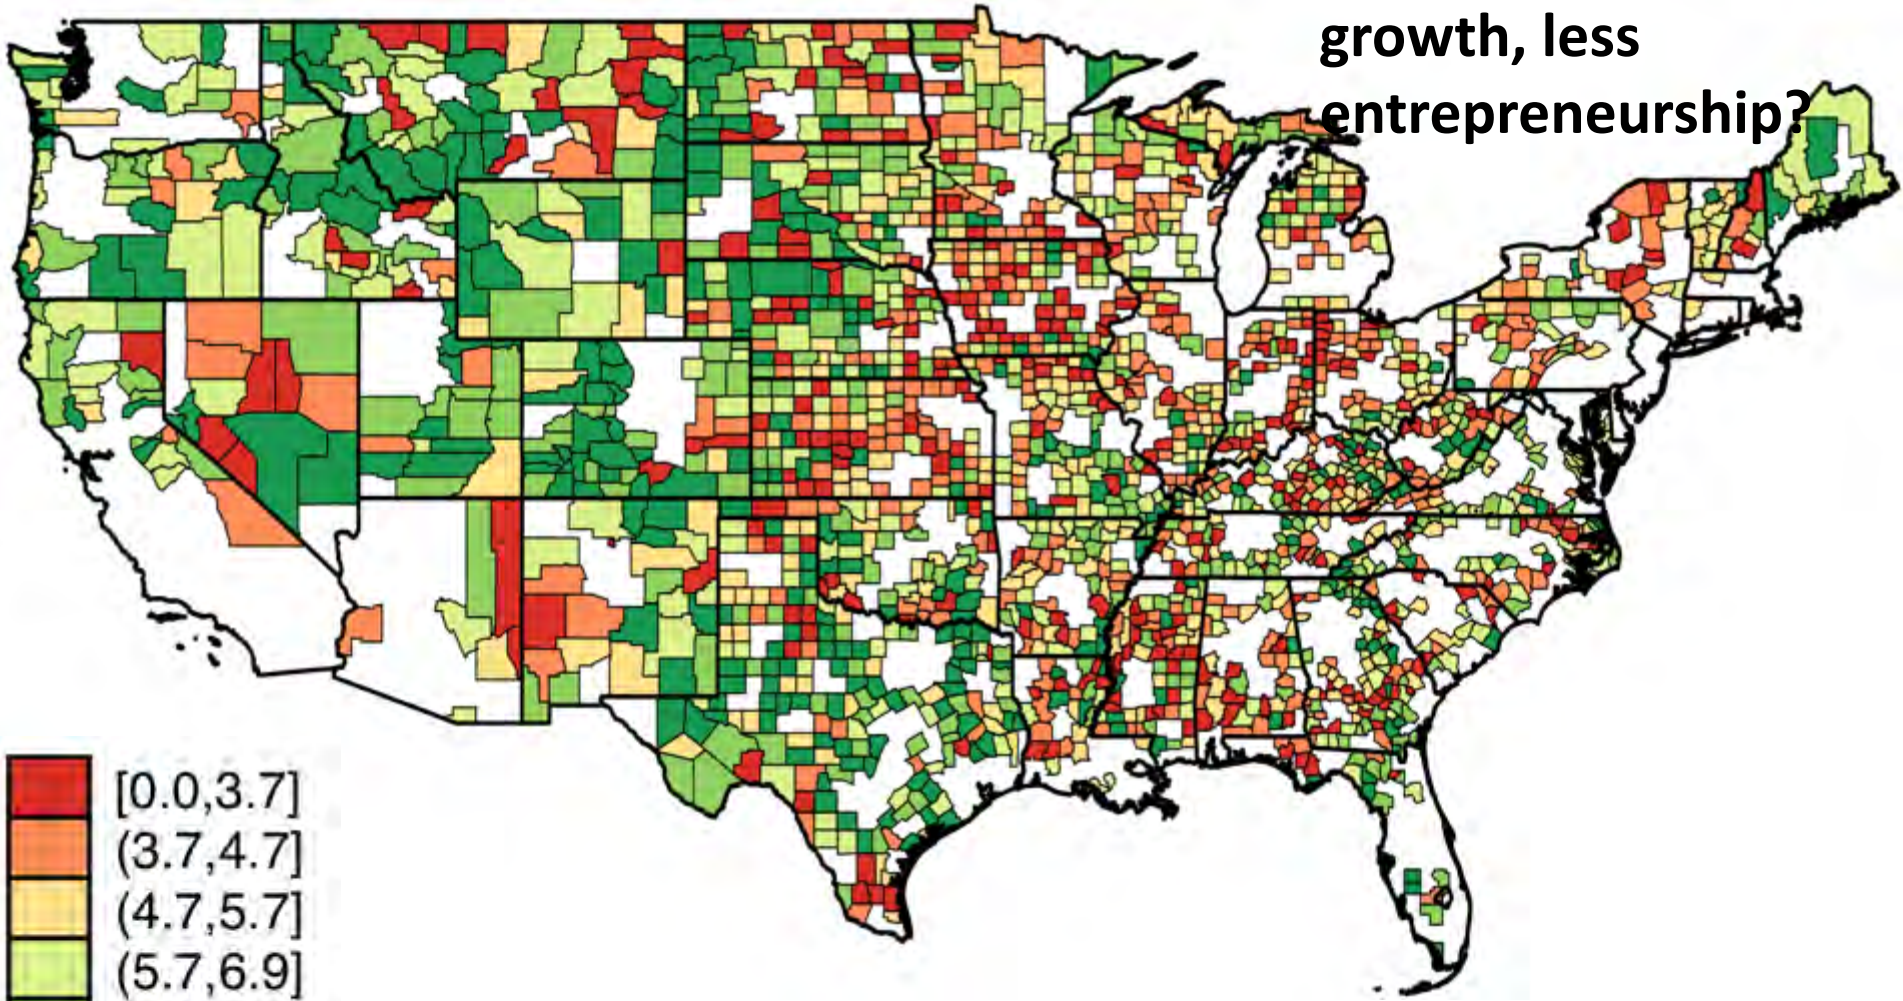 growth, less
entrepreneurship?
[0.0,3.7]
(3.7,4.7]
(4.7,5.7]
(5.7,6.9]